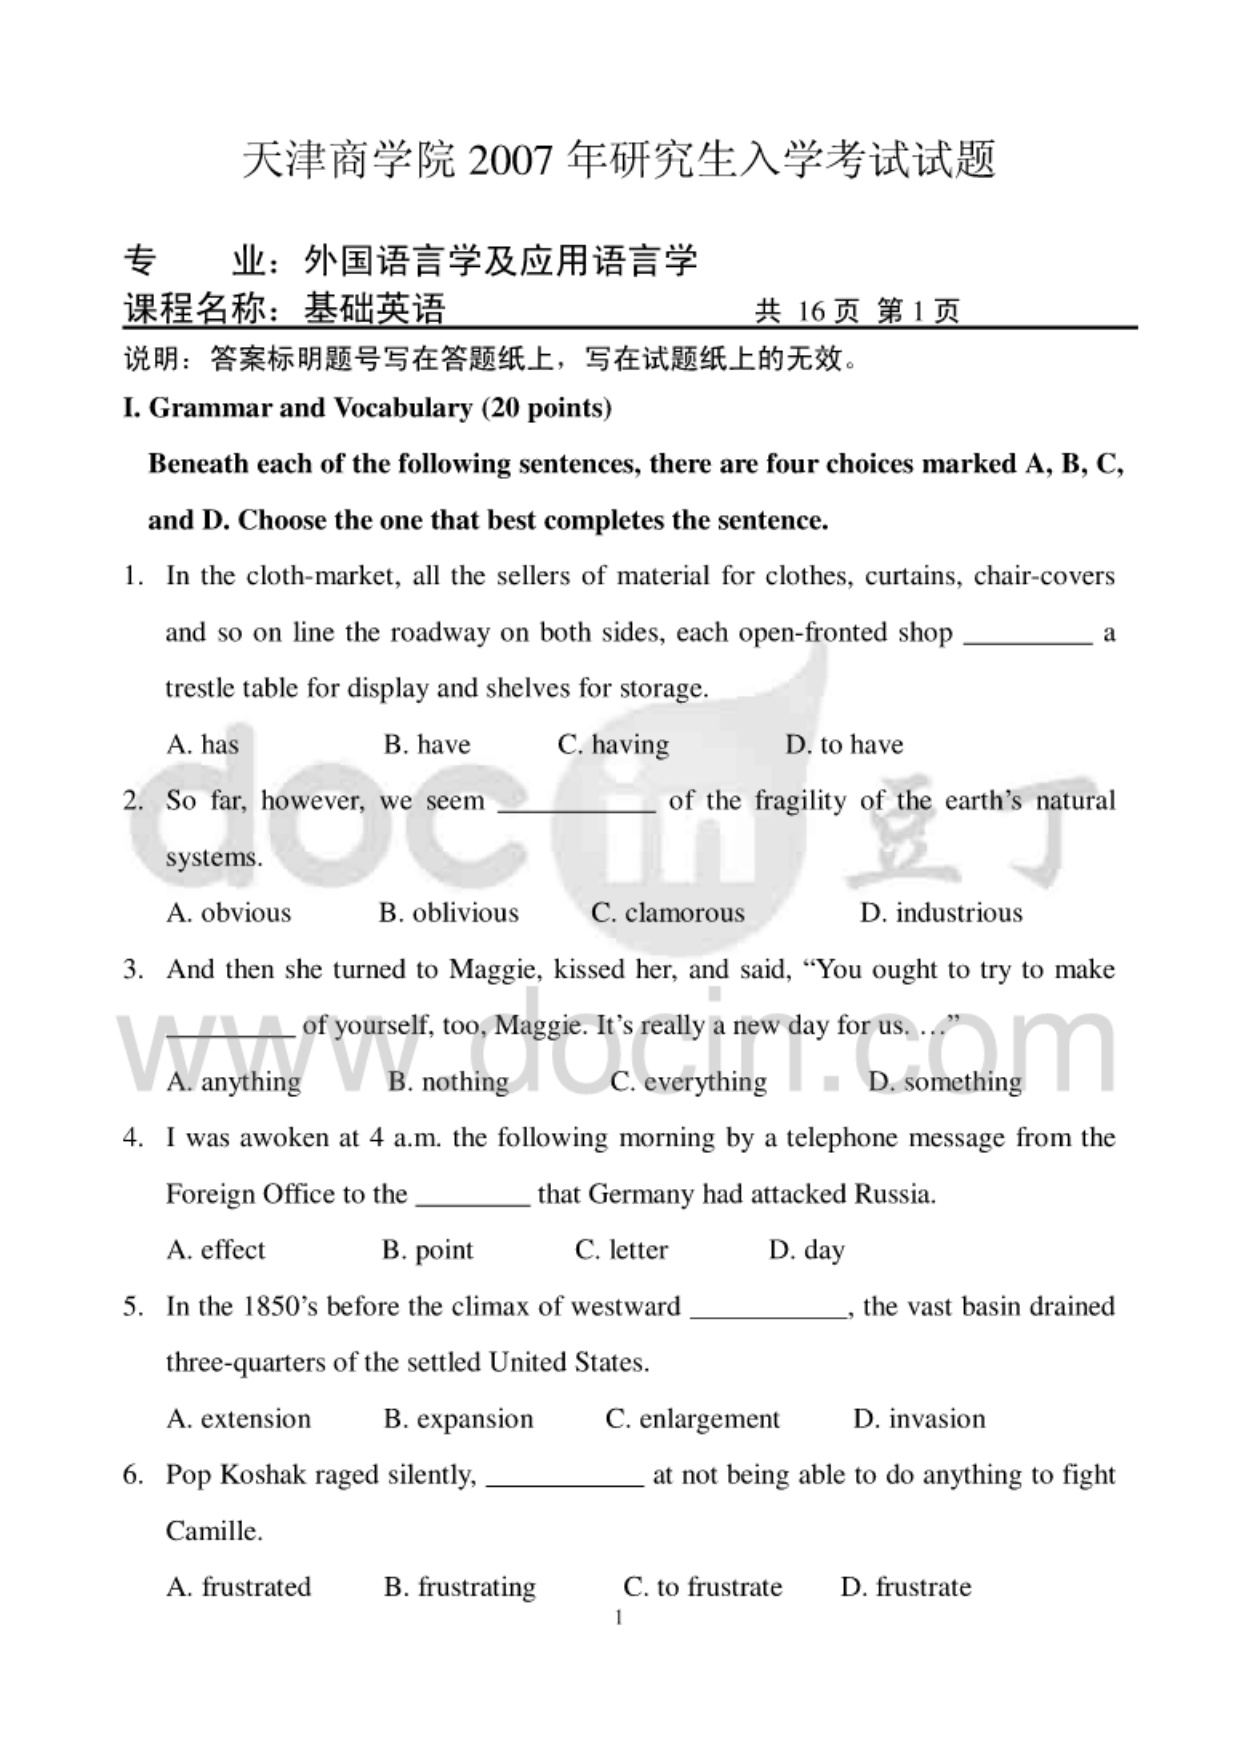 天津商学院 2007 年研究生入学考试试题
专　　业：外国语言学及应用语言学
课程名称：基础英语　　共 16 页 第 1 页
说明：答案标明题号写在答题纸上，写在试题纸上的无效。
I. Grammar and Vocabulary (20 points)
Beneath each of the following sentences, there are four choices marked A, B, C,
and D. Choose the one that best completes the sentence.
1. In the cloth-market, all the sellers of material for clothes, curtains, chair-covers
and so on line the roadway on both sides, each open-fronted shop _________ a
trestle table for display and shelves for storage.
A. has B. have C. having D. to have
2. So far, however, we seem ___________ of the fragility of the earth's natural
systems.
A. obvious B. oblivious C. clamorous D. industrious
3. And then she turned to Maggie, kissed her, and said, “You ought to try to make
_________ of yourself, too, Maggie. It's really a new day for us. …”
A. anything B. nothing C. everything D. something
4. I was awoken at 4 a.m. the following morning by a telephone message from the
Foreign Office to the ________ that Germany had attacked Russia.
A. effect B. point C. letter D. day
5. In the 1850's before the climax of westward ___________, the vast basin drained
three-quarters of the settled United States.
A. extension B. expansion C. enlargement D. invasion
6. Pop Koshak raged silently, ___________ at not being able to do anything to fight
Camille.
A. frustrated B. frustrating C. to frustrate D. frustrate
1
docin 豆丁
www.docin.com